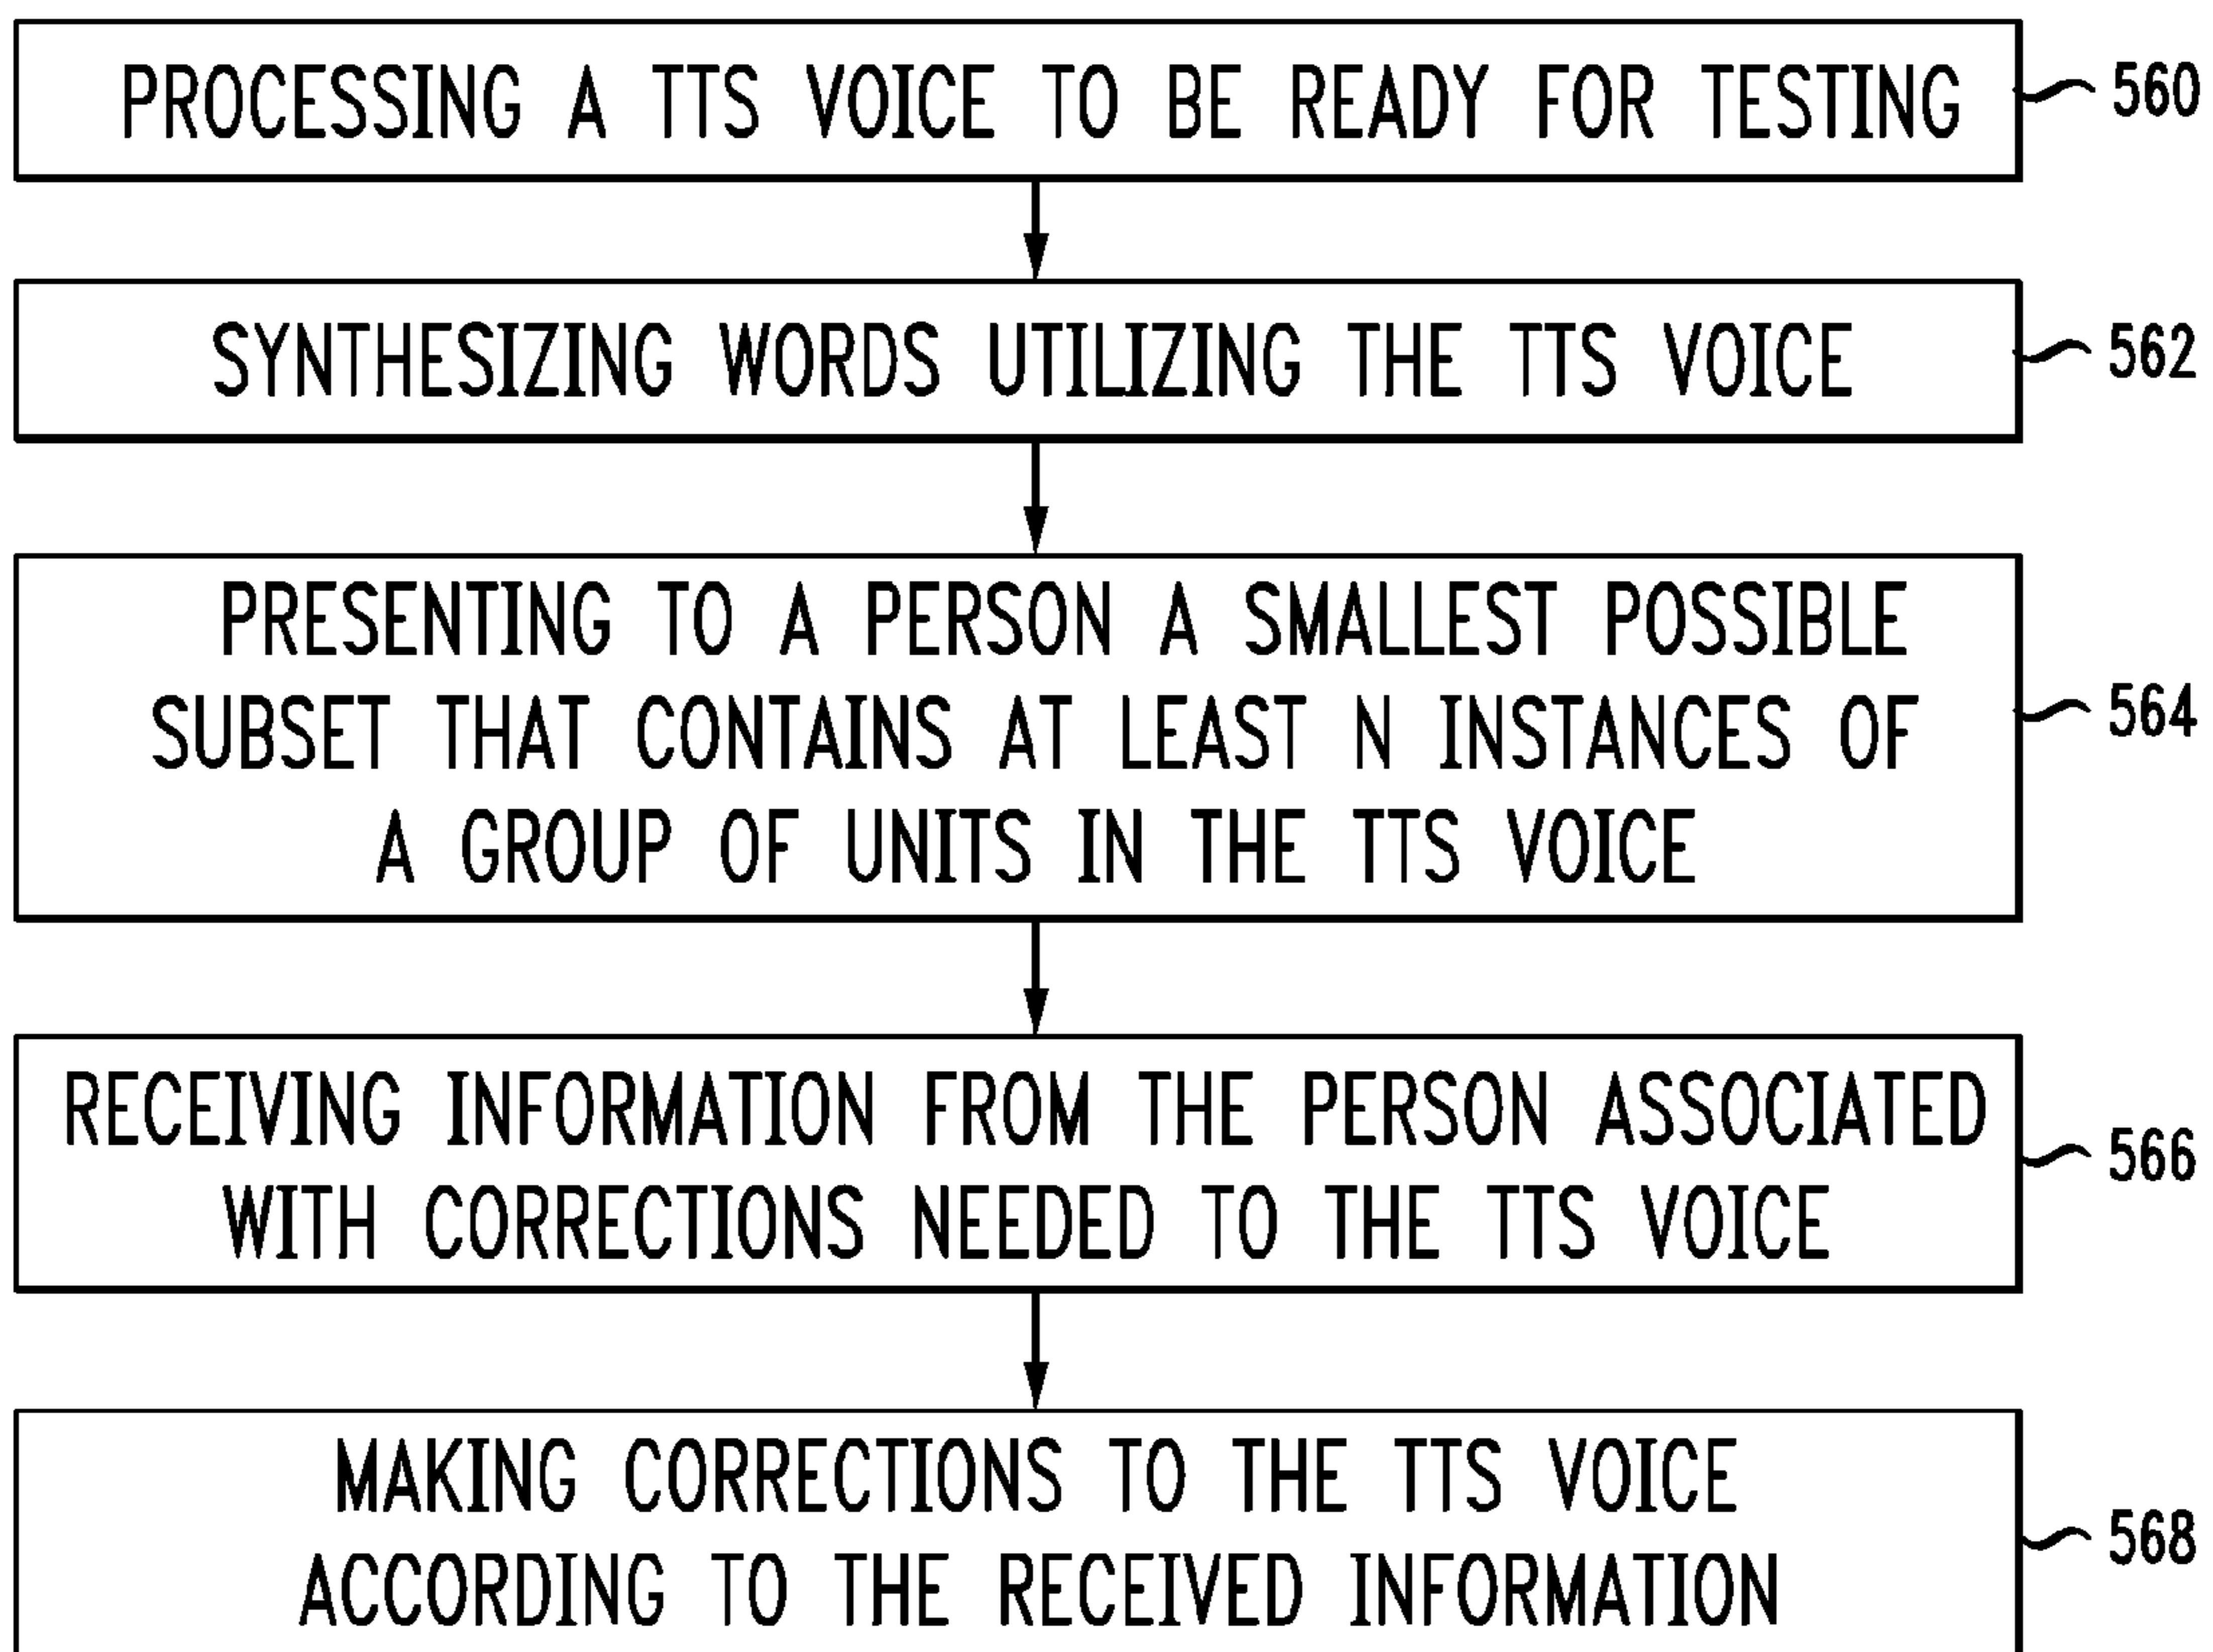 PROCESSING A TTS VOICE TO BE READY FOR TESTING
560
SYNTHESIZING WORDS UTILIZING THE TTS VOICE
562
PRESENTING TO A PERSON A SMALLEST POSSIBLE
SUBSET THAT CONTAINS AT LEAST N INSTANCES OF
A GROUP OF UNITS IN THE TTS VOICE
564
RECEIVING INFORMATION FROM THE PERSON ASSOCIATED
WITH CORRECTIONS NEEDED TO THE TTS VOICE
566
MAKING CORRECTIONS TO THE TTS VOICE
ACCORDING TO THE RECEIVED INFORMATION
568